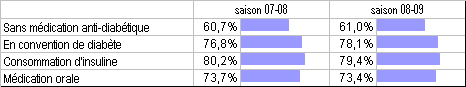 saison 07-08 saison 08-09
Sans médication anti-diabétique 60,7% 61,0%
En convention de diabète 76,8% 78,1%
Consommation d'insuline 80,2% 79,4%
Médication orale 73,7% 73,4%